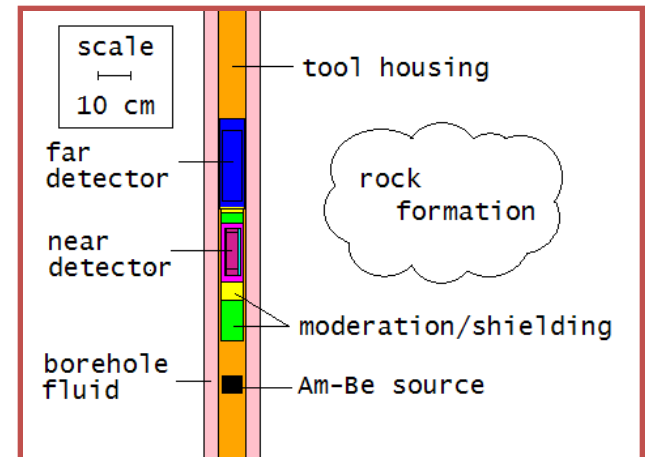 scale
10 cm
tool housing
far
detector
rock
formation
near
detector
moderation/shielding
borehole
fluid
Am-Be source